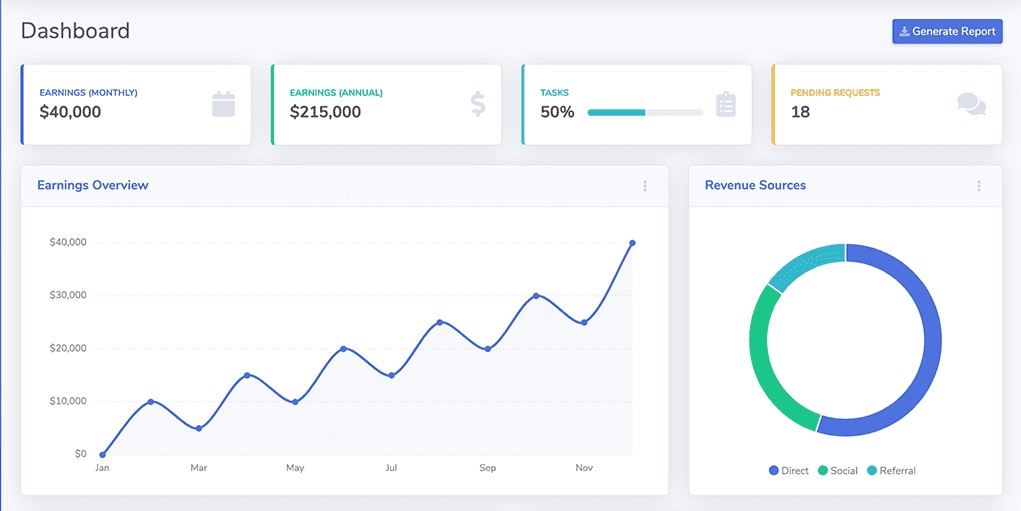 Dashboard
Generate Report
EARNINGS (MONTHLY)
$40,000
EARNINGS (ANNUAL)
$215,000
TASKS
50%
PENDING REQUESTS
18
Earnings Overview
$40,000
$30,000
$20,000
$10,000
$0
Jan Mar May Jul Sep Nov
Revenue Sources
Direct Social Referral